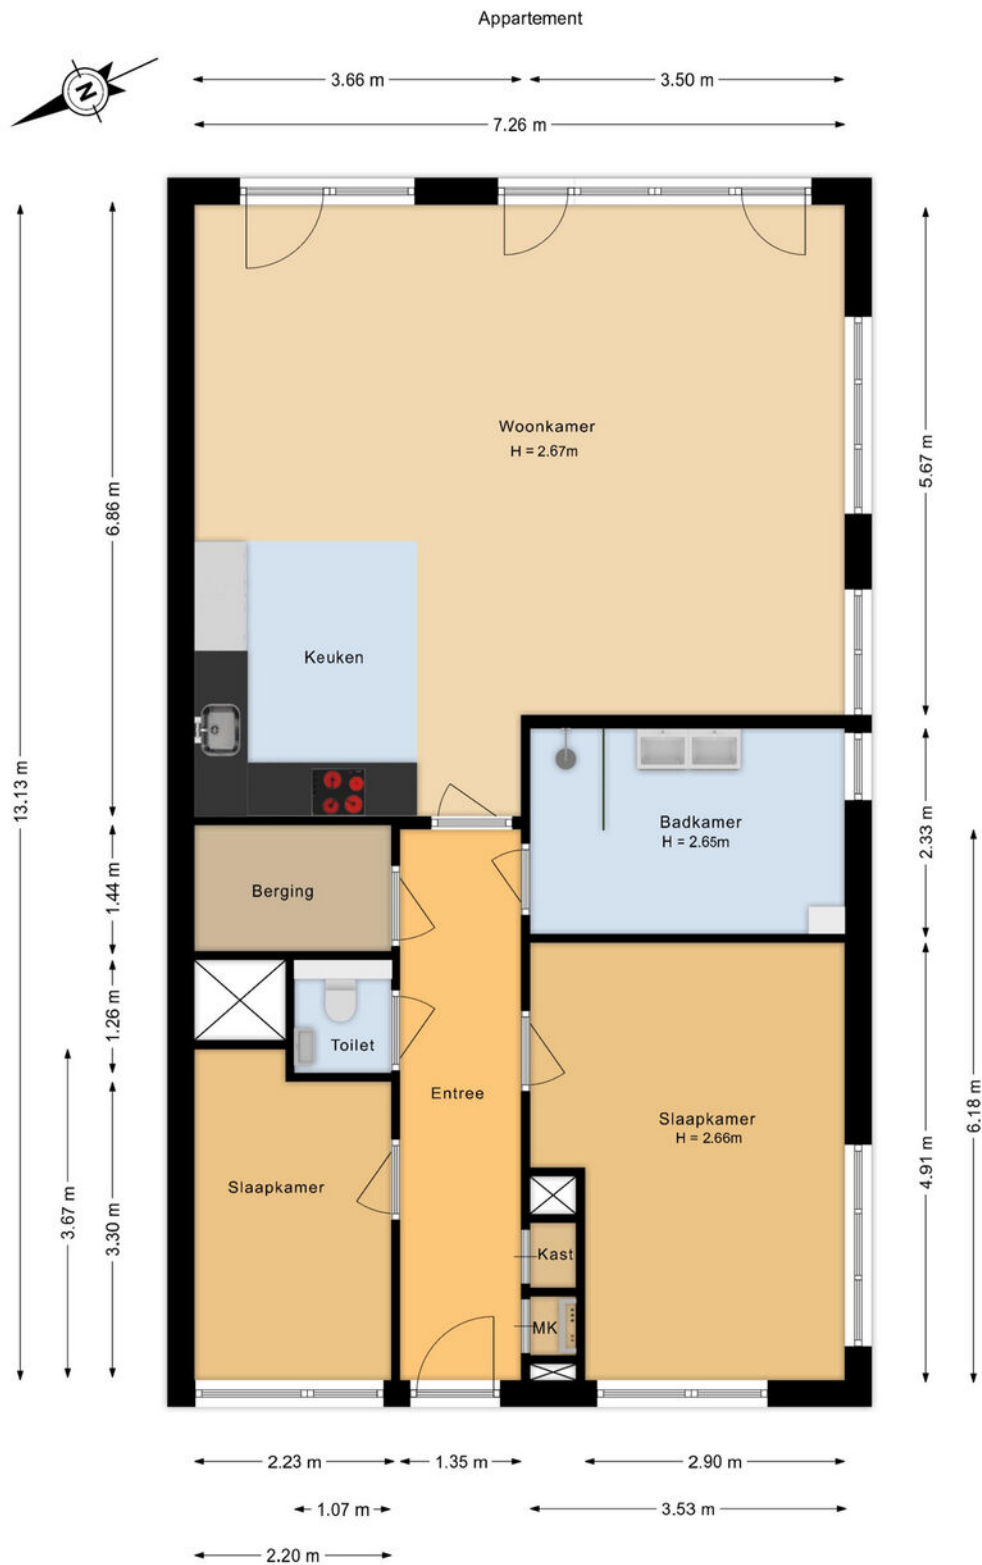 Appartement
N
3.66 m
3.50 m
7.26 m
13.13 m
6.86 m
5.67 m
Woonkamer
H = 2.67m
Keuken
Badkamer
H = 2.65m
2.33 m
Berging
1.44 m
1.26 m
Toilet
Entree
Slaapkamer
H = 2.66m
4.91 m
6.18 m
Slaapkamer
3.67 m
3.30 m
Kast
MK
2.23 m
1.35 m
2.90 m
1.07 m
3.53 m
2.20 m